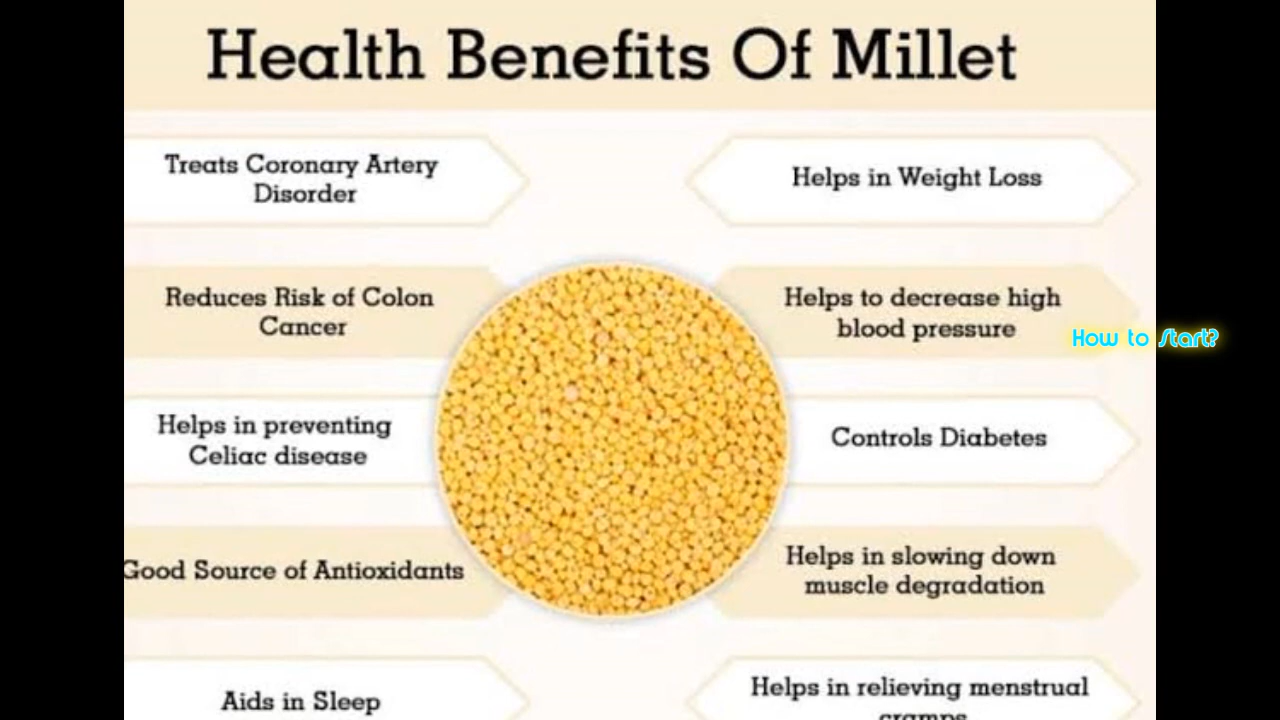 Health Benefits Of Millet
Treats Coronary Artery
Disorder
Helps in Weight Loss
Reduces Risk of Colon
Cancer
Helps to decrease high
blood pressure
How to Start?
Helps in preventing
Celiac disease
Controls Diabetes
Good Source of Antioxidants
Helps in slowing down
muscle degradation
Aids in Sleep
Helps in relieving menstrual
cramps